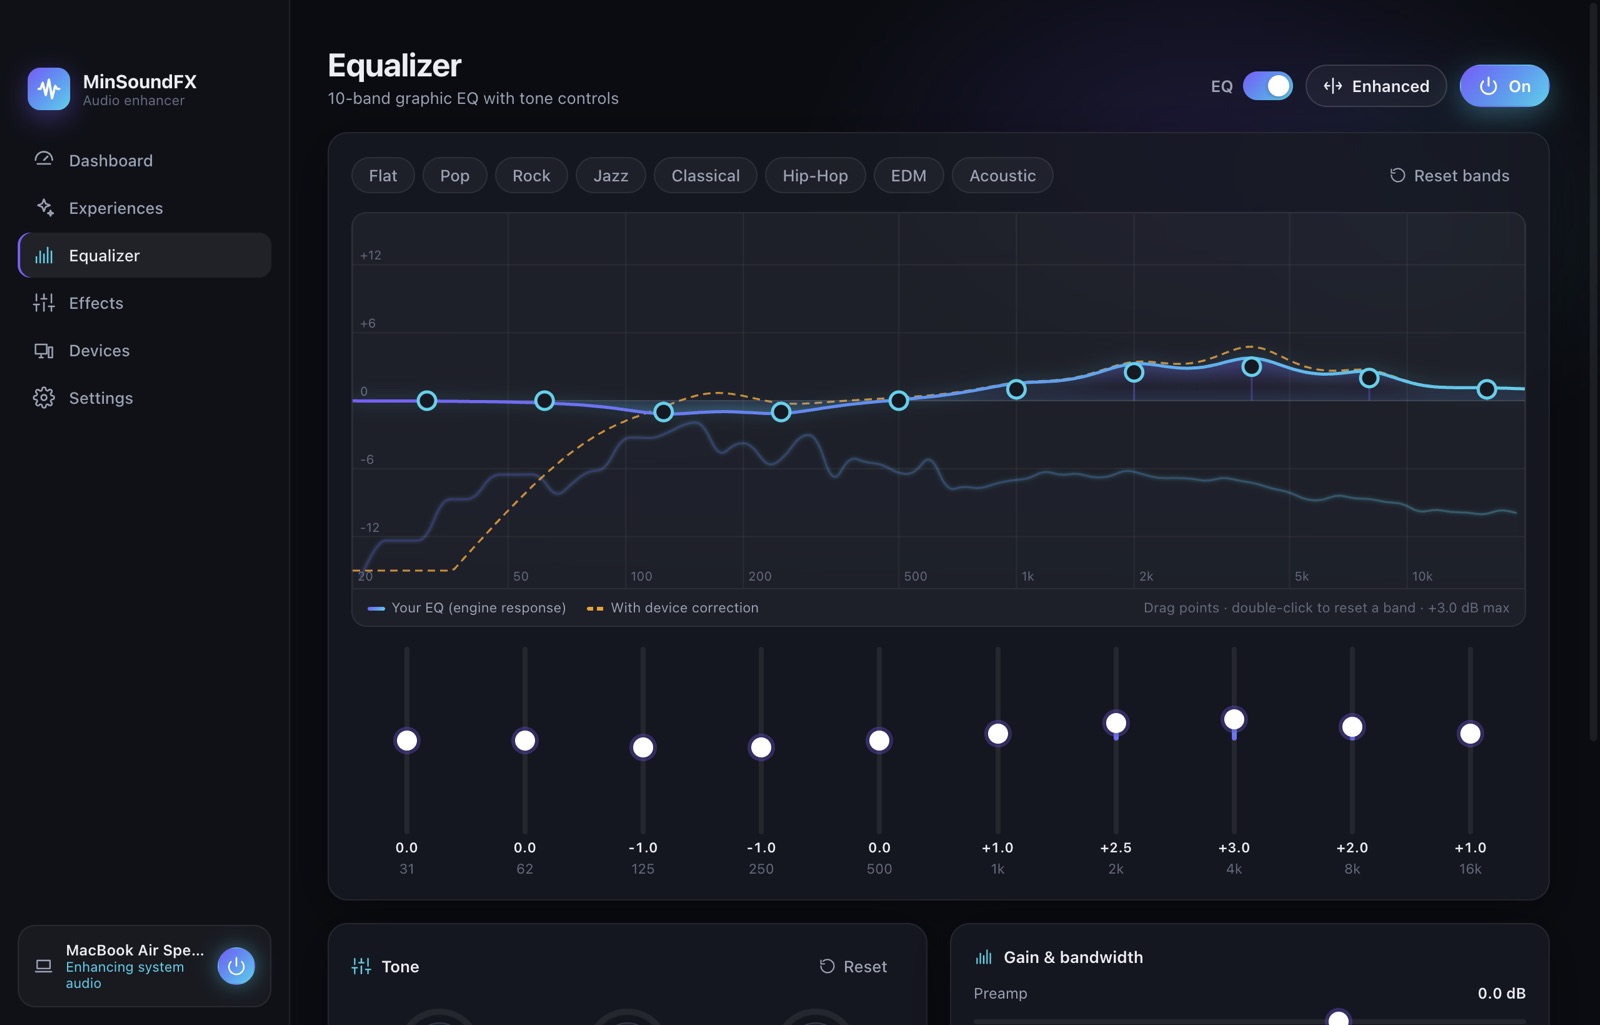 MinSoundFX
Audio enhancer
Dashboard
Experiences
Equalizer
Effects
Devices
Settings
MacBook Air Spe...
Enhancing system
audio
Equalizer
10-band graphic EQ with tone controls
EQ
Enhanced
On
Flat
Pop
Rock
Jazz
Classical
Hip-Hop
EDM
Acoustic
Reset bands
+12
+6
0
-6
-12
20
50
100
200
500
1k
2k
5k
10k
Your EQ (engine response)
With device correction
Drag points · double-click to reset a band · +3.0 dB max
0.0
0.0
-1.0
-1.0
0.0
+1.0
+2.5
+3.0
+2.0
+1.0
31
62
125
250
500
1k
2k
4k
8k
16k
Tone
Reset
Gain & bandwidth
Preamp
0.0 dB